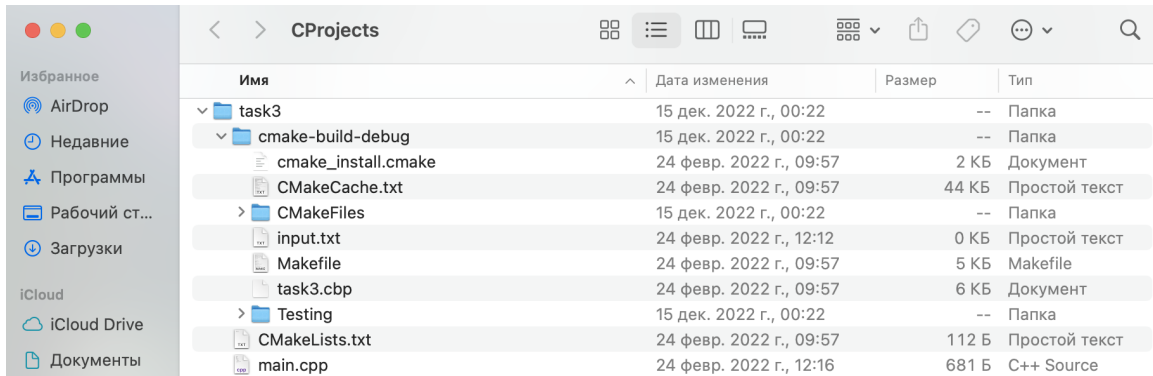 CProjects
Избранное
AirDrop
Недавние
Программы
Рабочий ст...
Загрузки
iCloud
iCloud Drive
Документы
Имя Дата изменения Размер Тип
task3 15 дек. 2022 г., 00:22 -- Папка
cmake-build-debug 15 дек. 2022 г., 00:22 -- Папка
cmake_install.cmake 24 февр. 2022 г., 09:57 2 КБ Документ
CMakeCache.txt 24 февр. 2022 г., 09:57 44 КБ Простой текст
CMakeFiles 15 дек. 2022 г., 00:22 -- Папка
input.txt 24 февр. 2022 г., 12:12 0 КБ Простой текст
Makefile 24 февр. 2022 г., 09:57 5 КБ Makefile
task3.cbp 24 февр. 2022 г., 09:57 6 КБ Документ
Testing 15 дек. 2022 г., 00:22 -- Папка
CMakeLists.txt 24 февр. 2022 г., 09:57 112 Б Простой текст
main.cpp 24 февр. 2022 г., 12:16 681 Б C++ Source